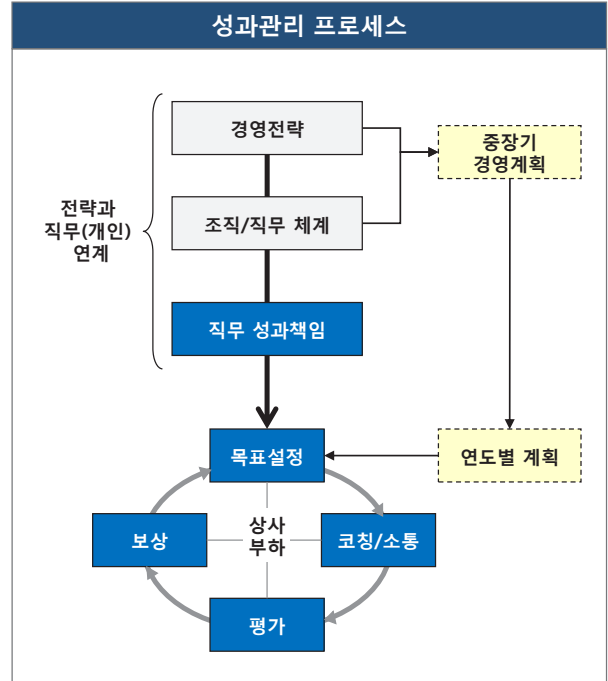 성과관리 프로세스
경영전략
중장기
경영계획
전략과
직무(개인)
연계
조직/직무 체계
직무 성과책임
목표설정
연도별 계획
보상
상사
부하
코칭/소통
평가